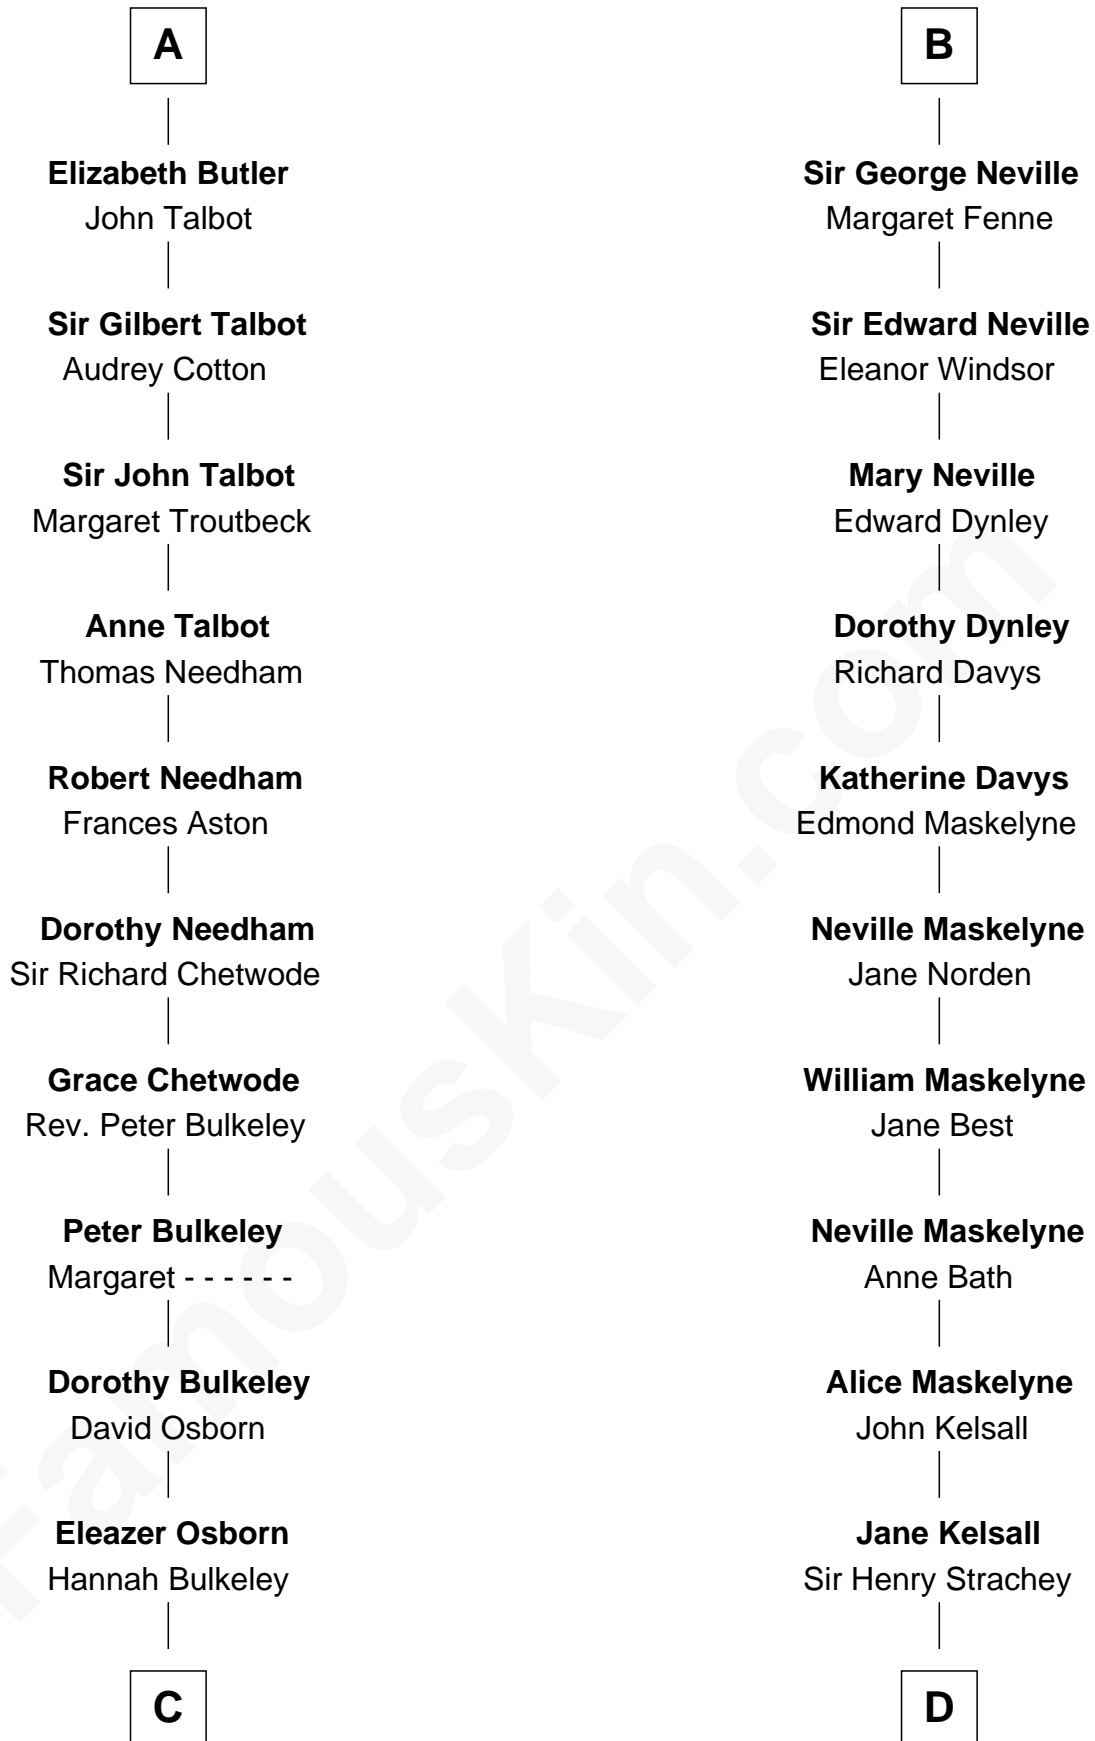 A
Elizabeth Butler
John Talbot
Sir Gilbert Talbot
Audrey Cotton
Sir John Talbot
Margaret Troutbeck
Anne Talbot
Thomas Needham
Robert Needham
Frances Aston
Dorothy Needham
Sir Richard Chetwode
Grace Chetwode
Rev. Peter Bulkeley
Peter Bulkeley
Margaret - - - - - -
Dorothy Bulkeley
David Osborn
Eleazer Osborn
Hannah Bulkeley
C
B
Sir George Neville
Margaret Fenne
Sir Edward Neville
Eleanor Windsor
Mary Neville
Edward Dynley
Dorothy Dynley
Richard Davys
Katherine Davys
Edmond Maskelyne
Neville Maskelyne
Jane Norden
William Maskelyne
Jane Best
Neville Maskelyne
Anne Bath
Alice Maskelyne
John Kelsall
Jane Kelsall
Sir Henry Strachey
D
FamousKin.com